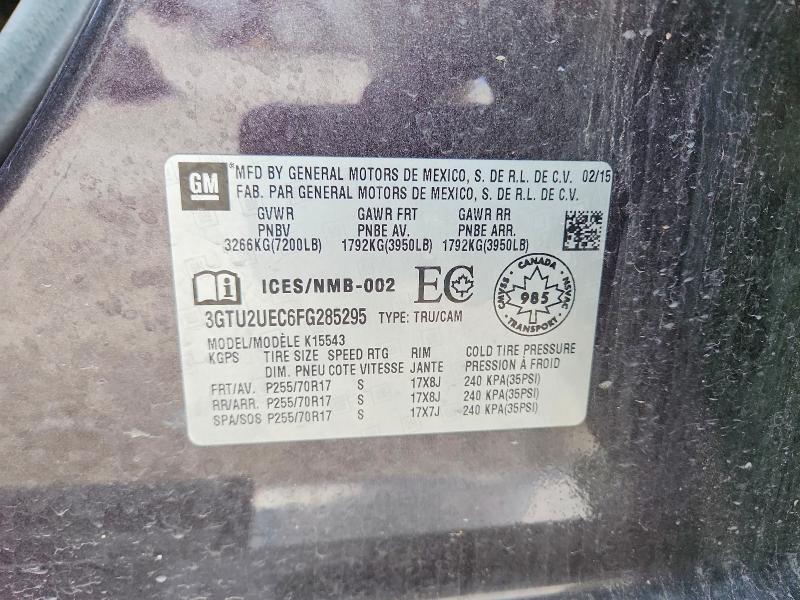 GM
*MFD BY GENERAL MOTORS DE MEXICO, S. DE R.L. DE C.V. 02/15
FAB. PAR GENERAL MOTORS DE MEXICO, S. DE R.L. DE C.V.
GVWR GAWR FRT GAWR RR
PNBV PNBE AV. PNBE ARR.
3266KG(7200LB) 1792KG(3950LB) 1792KG(3950LB)
i ICES/NMB-002 EC
CANADA
CMVSS 985 NSVAC
TRANSPORT
3GTU2UEC6FG285295 TYPE: TRU/CAM
MODEL/MODÈLE K15543
KGPS TIRE SIZE SPEED RTG RIM COLD TIRE PRESSURE
DIM. PNEU COTE VITESSE JANTE PRESSION À FROID
FRT/AV. P255/70R17 S 17X8J 240 KPA(35PSI)
RR/ARR. P255/70R17 S 17X8J 240 KPA(35PSI)
SPA/SOS P255/70R17 S 17X7J 240 KPA(35PSI)